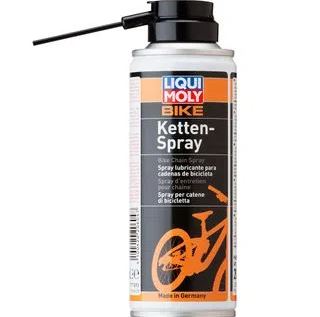 LIQUI
MOLY
BIKE
Ketten-
Spray
Bike Chain Spray
Spray lubricante para
cadenas de bicicleta
Spray d'entretien
pour chaîne
Spray per catene
di bicicletta
Made in Germany